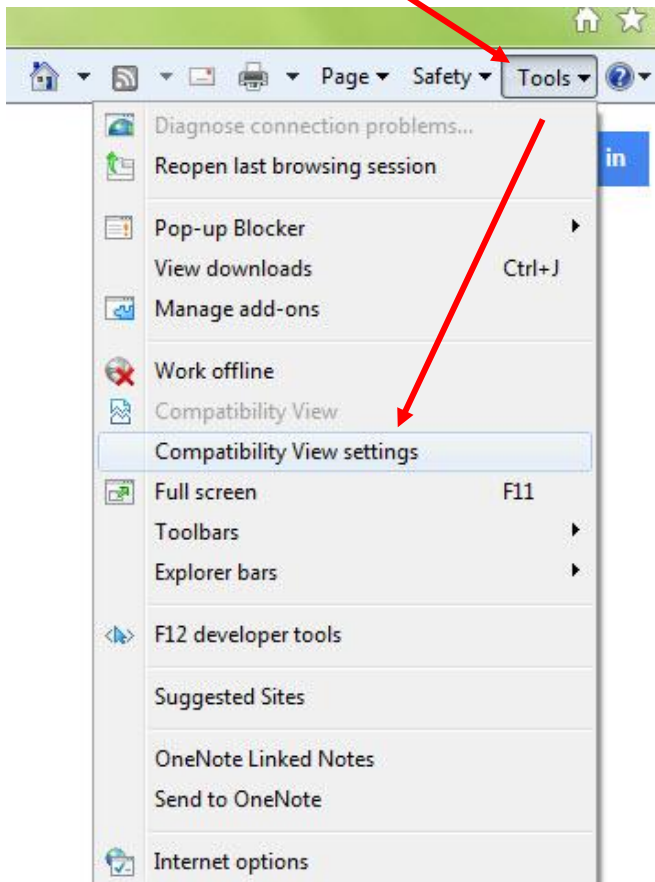 Page Safety Tools
Diagnose connection problems...
in
Reopen last browsing session
Pop-up Blocker
View downloads Ctrl+J
Manage add-ons
Work offline
Compatibility View
Compatibility View settings
Full screen F11
Toolbars
Explorer bars
F12 developer tools
Suggested Sites
OneNote Linked Notes
Send to OneNote
Internet options